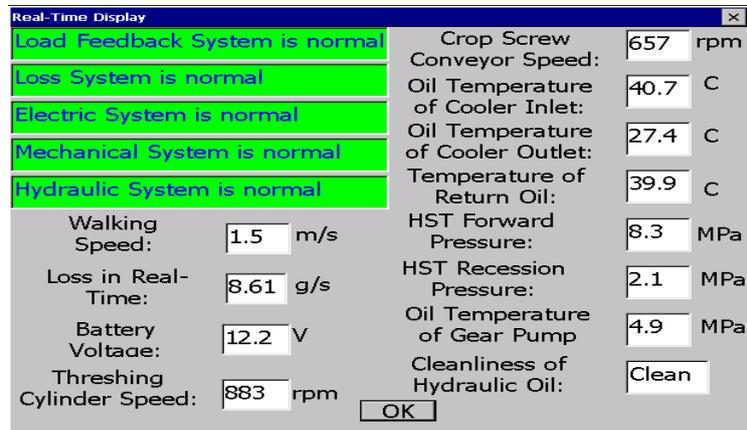 Real-Time Display
Load Feedback System is normal
Loss System is normal
Electric System is normal
Mechanical System is normal
Hydraulic System is normal
Walking
Speed:
1.5 m/s
Loss in Real-
Time:
8.61 g/s
Battery
Voltage:
12.2 V
Threshing
Cylinder Speed:
883 rpm
Crop Screw
Conveyor Speed:
657 rpm
Oil Temperature
of Cooler Inlet:
40.7 C
Oil Temperature
of Cooler Outlet:
27.4 C
Temperature of
Return Oil:
39.9 C
HST Forward
Pressure:
8.3 MPa
HST Recession
Pressure:
2.1 MPa
Oil Temperature
of Gear Pump
4.9 MPa
Cleanliness of
Hydraulic Oil:
Clean
OK